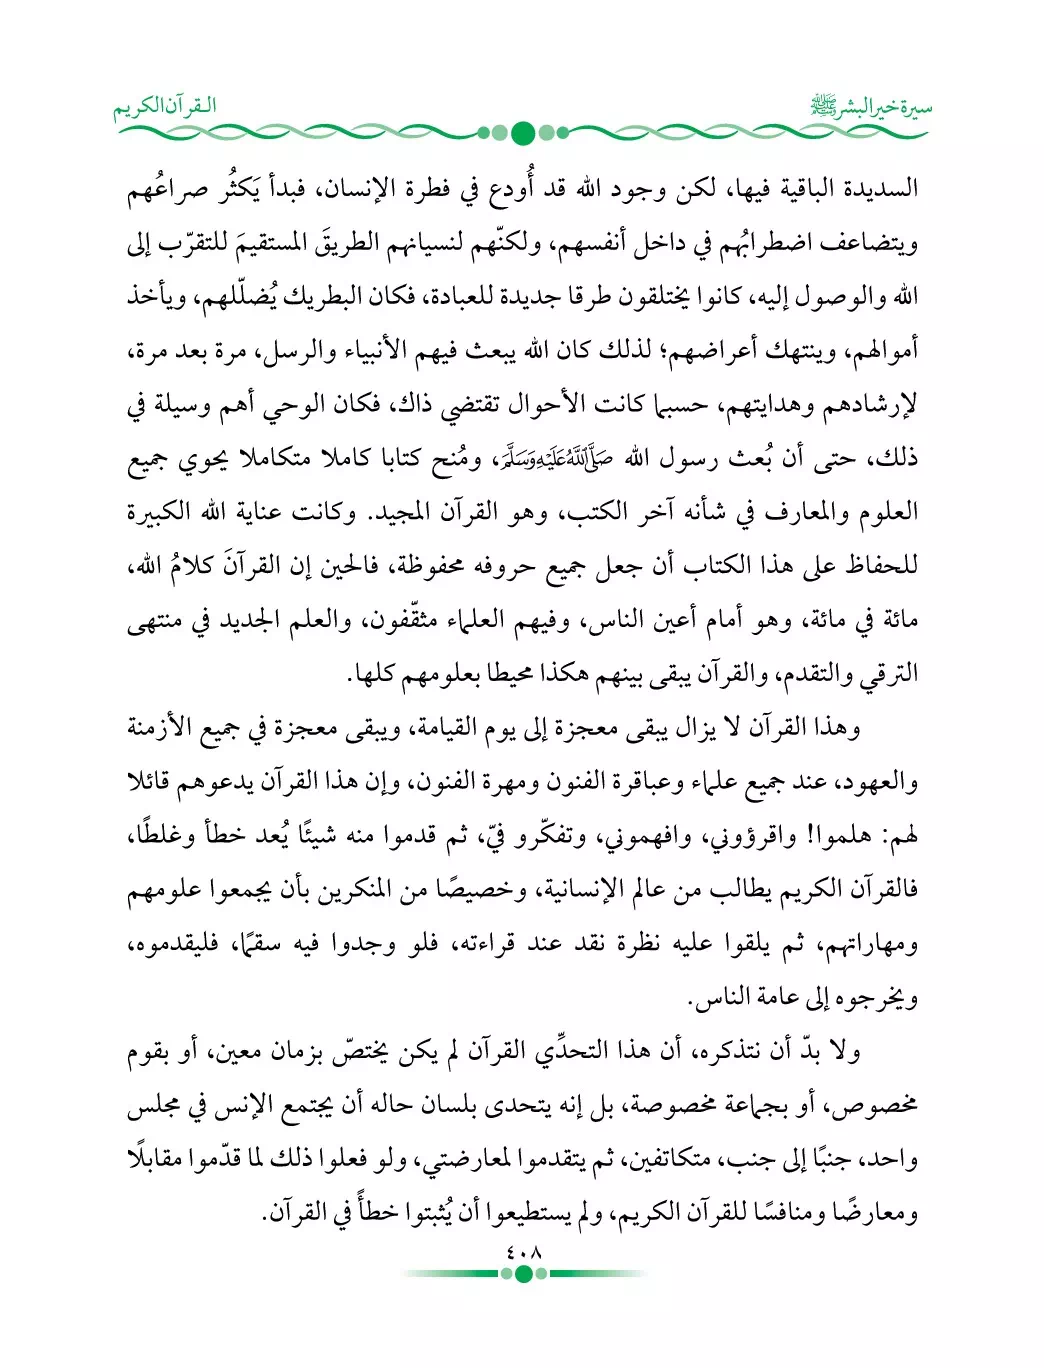 سيرة خير البشر ﷺ
القرآن الكريم
السديدة الباقية فيها، لكن وجود الله قد أُودع في فطرة الإنسان، فبدأ يَكثُر صراعُهم
ويتضاعف اضطرابُهم في داخل أنفسهم، ولكنّهم لنسيانهم الطريقَ المستقيمَ للتقرّب إلى
الله والوصول إليه، كانوا يختلقون طرقا جديدة للعبادة، فكان البطريك يُضلّلهم، ويأخذ
أموالهم، وينتهك أعراضهم؛ لذلك كان الله يبعث فيهم الأنبياء والرسل، مرة بعد مرة،
لإرشادهم وهدايتهم، حسبما كانت الأحوال تقتضي ذاك، فكان الوحي أهم وسيلة في
ذلك، حتى أن بُعث رسول الله ﷺ، ومُنح كتابا كاملا متكاملا يحوي جميع
العلوم والمعارف في شأنه آخر الكتب، وهو القرآن المجيد. وكانت عناية الله الكبيرة
للحفاظ على هذا الكتاب أن جعل جميع حروفه محفوظة، فالحين إن القرآنَ كلامُ الله،
مائة في مائة، وهو أمام أعين الناس، وفيهم العلماء مثقّفون، والعلم الجديد في منتهى
الترقي والتقدم، والقرآن يبقى بينهم هكذا محيطا بعلومهم كلها.
وهذا القرآن لا يزال يبقى معجزة إلى يوم القيامة، ويبقى معجزة في جميع الأزمنة
والعهود، عند جميع علماء وعباقرة الفنون ومهرة الفنون، وإن هذا القرآن يدعوهم قائلا
لهم: هلموا! واقرؤوني، وافهموني، وتفكّرو فيّ، ثم قدموا منه شيئًا يُعد خطأ وغلطًا،
فالقرآن الكريم يطالب من عالم الإنسانية، وخصيصًا من المنكرين بأن يجمعوا علومهم
ومهاراتهم، ثم يلقوا عليه نظرة نقد عند قراءته، فلو وجدوا فيه سقمًا، فليقدموه،
ويخرجوه إلى عامة الناس.
ولا بدّ أن نتذكره، أن هذا التحدِّي القرآن لم يكن يختصّ بزمان معين، أو بقوم
مخصوص، أو بجماعة مخصوصة، بل إنه يتحدى بلسان حاله أن يجتمع الإنس في مجلس
واحد، جنبًا إلى جنب، متكاتفين، ثم يتقدموا لمعارضتي، ولو فعلوا ذلك لما قدّموا مقابلًا
ومعارضًا ومنافسًا للقرآن الكريم، ولم يستطيعوا أن يُثبتوا خطأً في القرآن.
٤٠٨